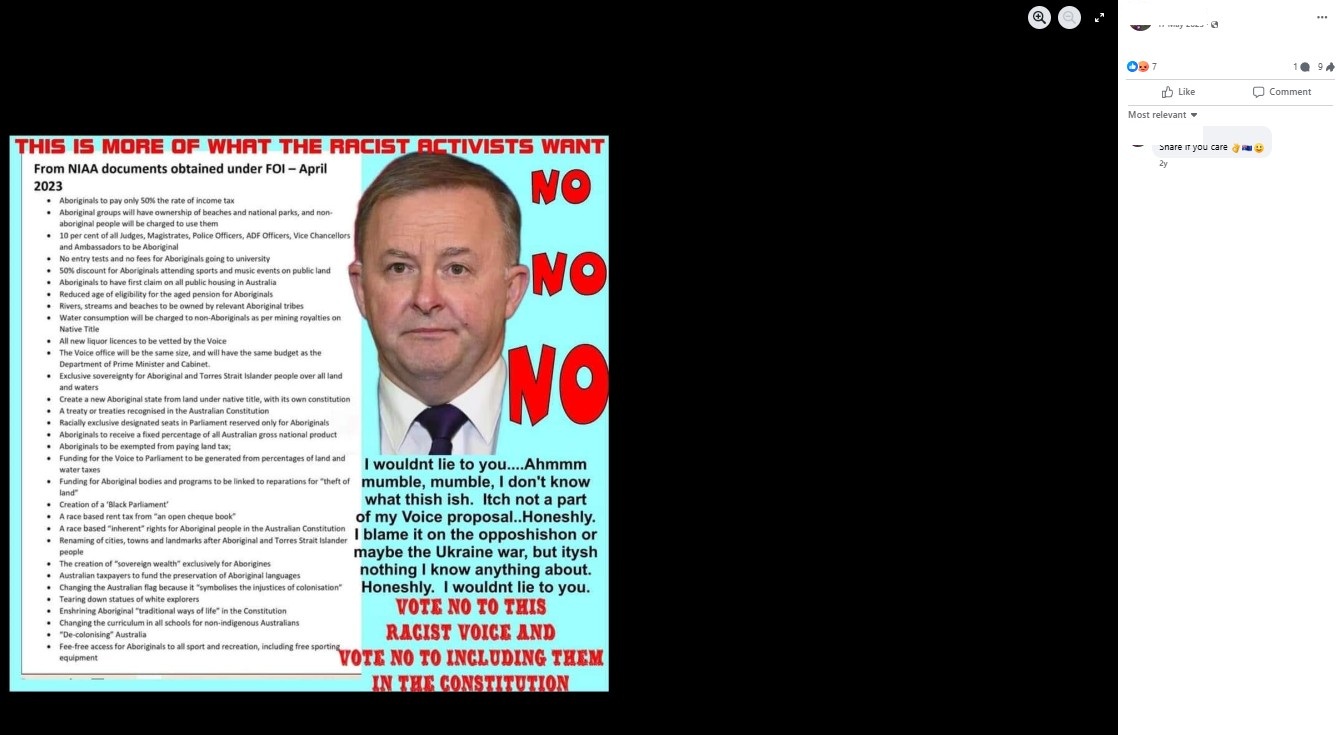 THIS IS MORE OF WHAT THE RACIST ACTIVISTS WANT
From NIAA documents obtained under FOI – April
2023
• Aboriginals to pay only 50% the rate of income tax
• Aboriginal groups will have ownership of beaches and national parks, and non-
aboriginal people will be charged to use them
• 10 per cent of all Judges, Magistrates, Police Officers, ADF Officers, Vice Chancellors
and Ambassadors to be Aboriginal
• No entry tests and no fees for Aboriginals going to university
• 50% discount for Aboriginals attending sports and music events on public land
• Aboriginals to have first claim on all public housing in Australia
• Reduced age of eligibility for the aged pension for Aboriginals
• Rivers, streams and beaches to be owned by relevant Aboriginal tribes
• Water consumption will be charged to non-Aboriginals as per mining royalties on
Native Title
• All new liquor licences to be vetted by the Voice
• The Voice office will be the same size, and will have the same budget as the
Department of Prime Minister and Cabinet.
• Exclusive sovereignty for Aboriginal and Torres Strait Islander people over all land
and waters
• Create a new Aboriginal state from land under native title, with its own constitution
• A treaty or treaties recognised in the Australian Constitution
• Racially exclusive designated seats in Parliament reserved only for Aboriginals
• Aboriginals to receive a fixed percentage of all Australian gross national product
• Aboriginals to be exempted from paying land tax;
• Funding for the Voice to Parliament to be generated from percentages of land and
water taxes
• Funding for Aboriginal bodies and programs to be linked to reparations for "theft of
land"
• Creation of a 'Black Parliament'
• A race based rent tax from "an open cheque book"
• A race based "inherent" rights for Aboriginal people in the Australian Constitution
• Renaming of cities, towns and landmarks after Aboriginal and Torres Strait Islander
people
• The creation of "sovereign wealth" exclusively for Aborigines
• Australian taxpayers to fund the preservation of Aboriginal languages
• Changing the Australian flag because it "symbolises the injustices of colonisation"
• Tearing down statues of white explorers
• Enshrining Aboriginal "traditional ways of life" in the Constitution
• Changing the curriculum in all schools for non-indigenous Australians
• "De-colonising" Australia
• Fee-free access for Aboriginals to all sport and recreation, including free sporting
equipment
NO
NO
NO
I wouldnt lie to you....Ahmmm
mumble, mumble, I don't know
what thish ish. Itch not a part
of my Voice proposal..Honeshly.
I blame it on the opposhishon or
maybe the Ukraine war, but itysh
nothing I know anything about.
Honeshly. I wouldnt lie to you.
VOTE NO TO THIS
RACIST VOICE AND
VOTE NO TO INCLUDING THEM
IN THE CONSTITUTION
7
1 9
Like Comment
Most relevant
Share if you care
2y